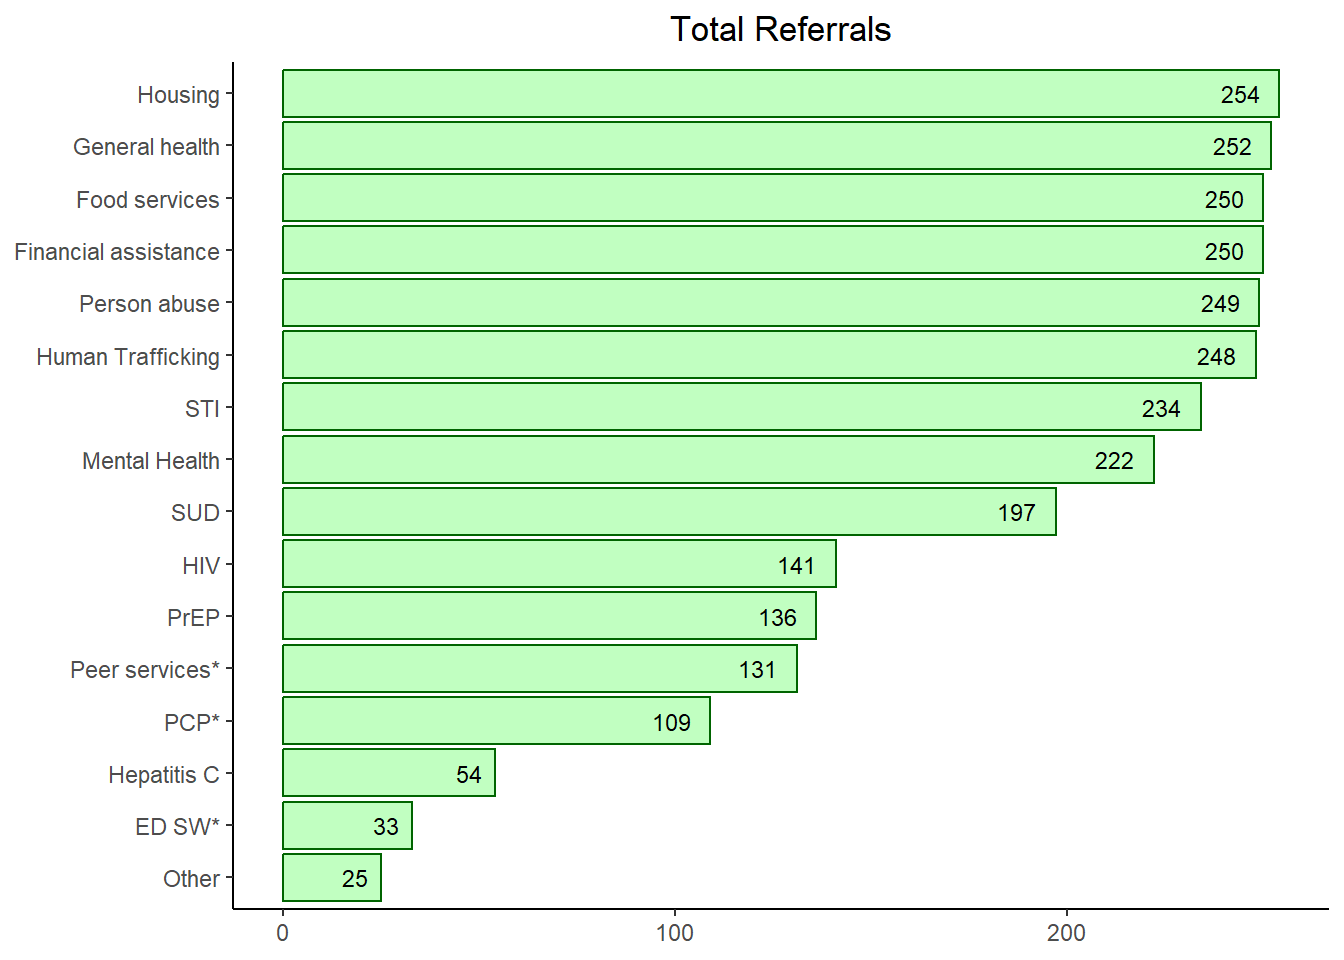 Total Referrals
Housing 254
General health 252
Food services 250
Financial assistance 250
Person abuse 249
Human Trafficking 248
STI 234
Mental Health 222
SUD 197
HIV 141
PrEP 136
Peer services* 131
PCP* 109
Hepatitis C 54
ED SW* 33
Other 25
0 100 200